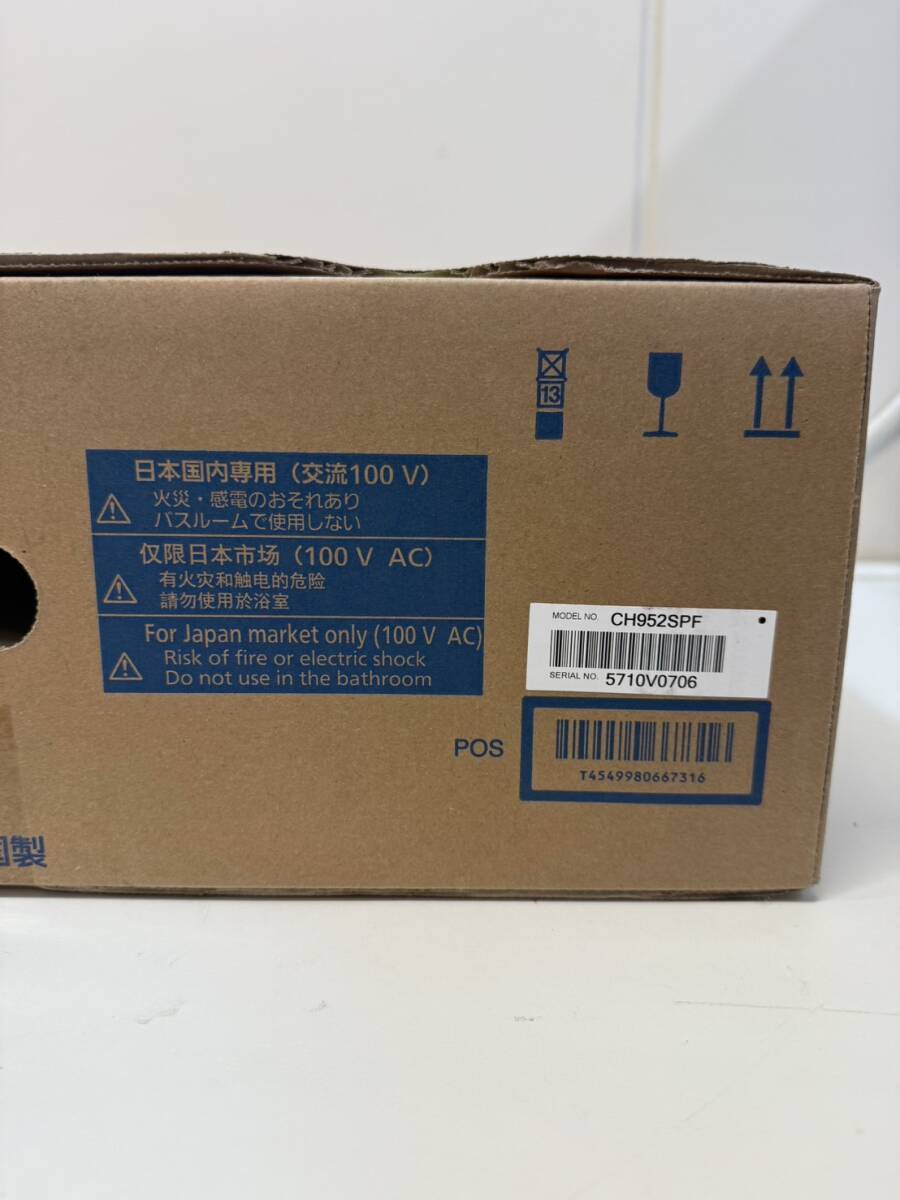 13
日本国内専用（交流100 V）
火災・感電のおそれあり
バスルームで使用しない
仅限日本市场（100 V AC）
有火灾和触电的危险
請勿使用於浴室
For Japan market only (100 V AC)
Risk of fire or electric shock
Do not use in the bathroom
MODEL NO. CH952SPF
SERIAL NO. 5710V0706
POS
T4549980667316
国製